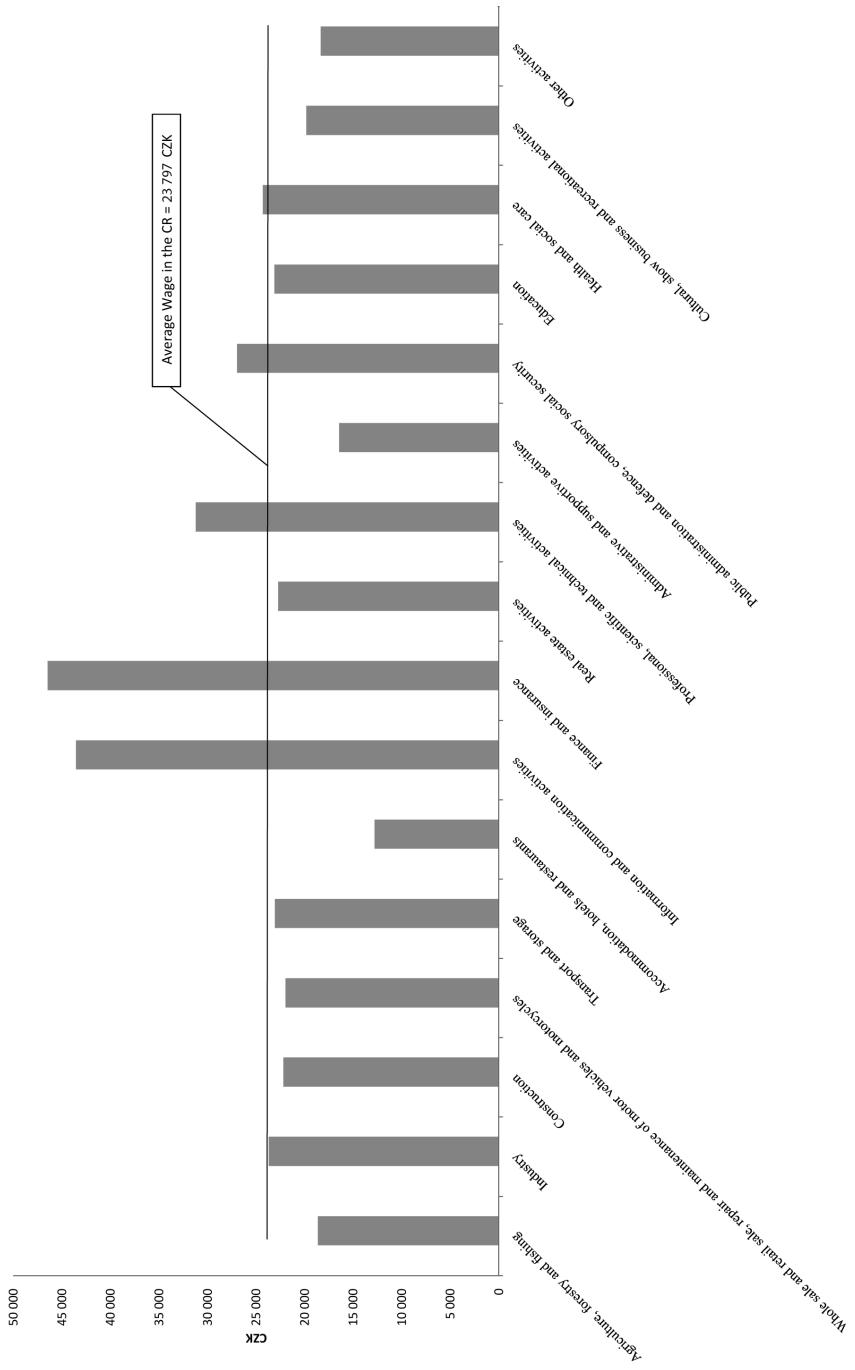 50 000
45 000
40 000
35 000
30 000
25 000
20 000
15 000
10 000
5 000
0
CZK
Average Wage in the CR = 23 797 CZK
Agriculture, forestry and fishing
Industry
Construction
Whole sale and retail sale, repair and maintenance of motor vehicles and motorcycles
Transport and storage
Accommodation, hotels and restaurants
Information and communication activities
Finance and insurance
Real estate activities
Professional, scientific and technical activities
Administrative and supportive activities
Public administration and defence, compulsory social security
Education
Health and social care
Cultural, show business and recreational activities
Other activities